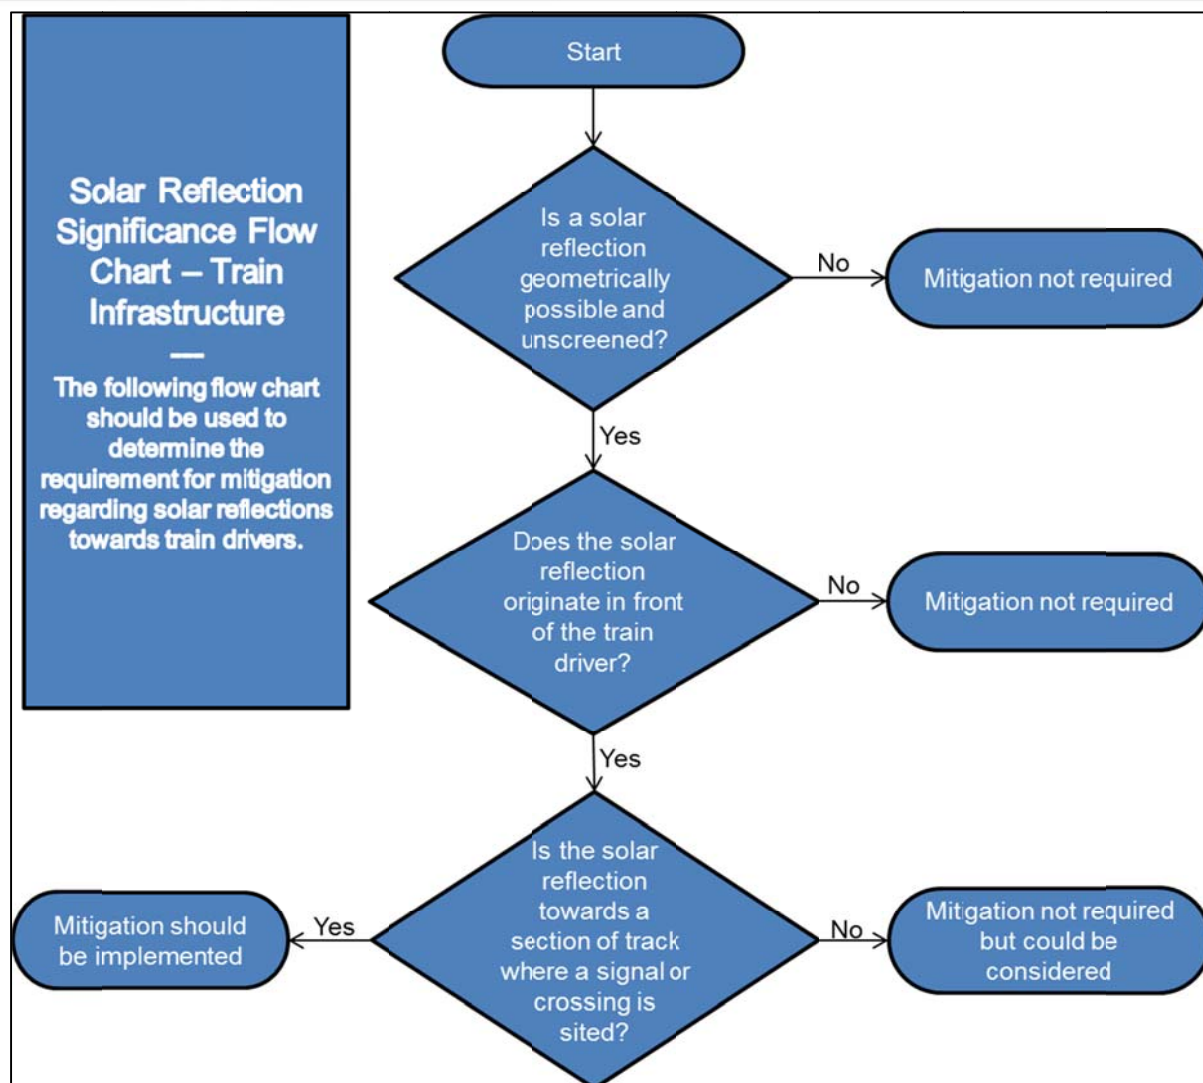 Solar Reflection
Significance Flow
Chart – Train
Infrastructure
—
The following flow chart
should be used to
determine the
requirement for mitigation
regarding solar reflections
towards train drivers.
Start
Is a solar
reflection
geometrically
possible and
unscreened?
No
Mitigation not required
Yes
Does the solar
reflection
originate in front
of the train
driver?
No
Mitigation not required
Yes
Is the solar
reflection
towards a
section of track
where a signal or
crossing is
sited?
Yes
Mitigation should
be implemented
No
Mitigation not required
but could be
considered